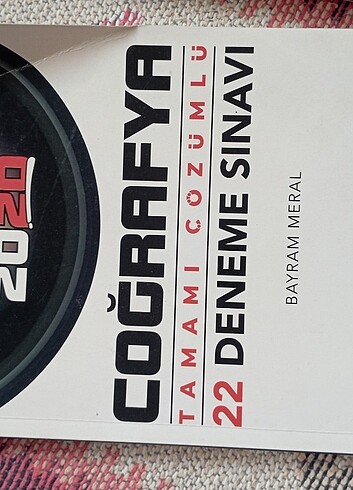 2020
COĞRAFYA
TAMAMI ÇÖZÜMLÜ
22 DENEME SINAVI
BAYRAM MERAL